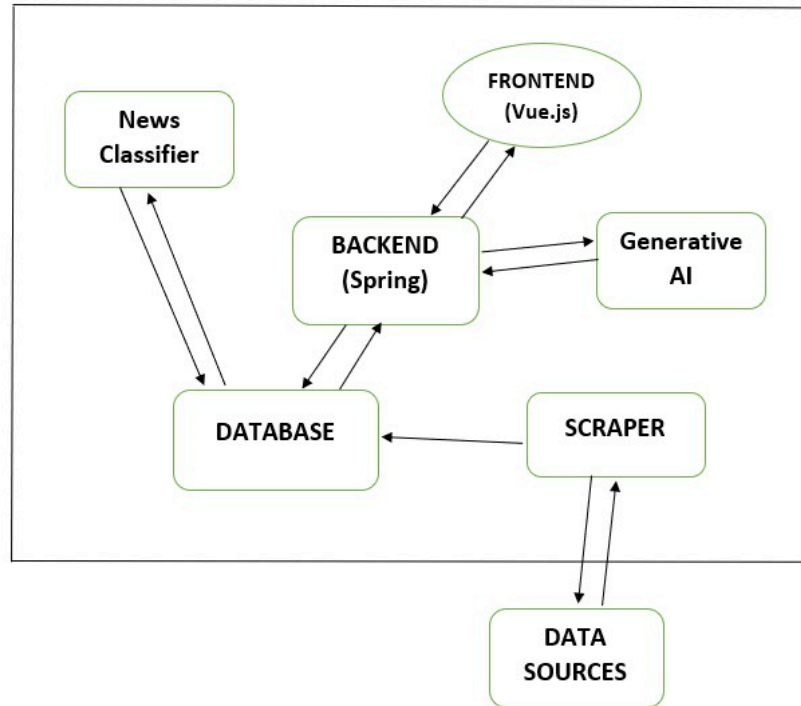 FRONTEND
(Vue.js)
News
Classifier
BACKEND
(Spring)
Generative
AI
DATABASE
SCRAPER
DATA
SOURCES